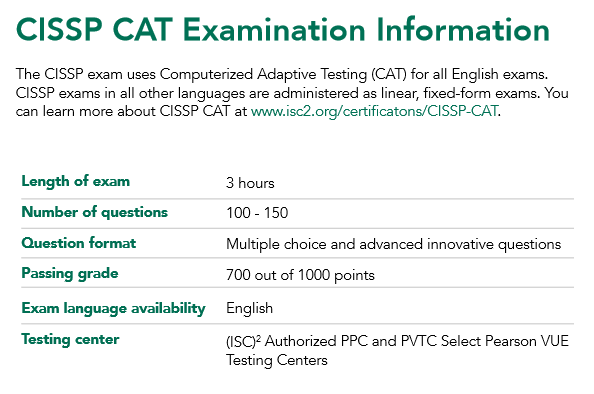 CISSP CAT Examination Information
The CISSP exam uses Computerized Adaptive Testing (CAT) for all English exams.
CISSP exams in all other languages are administered as linear, fixed-form exams. You
can learn more about CISSP CAT at www.isc2.org/certificatons/CISSP-CAT.
Length of exam 3 hours
Number of questions 100 - 150
Question format Multiple choice and advanced innovative questions
Passing grade 700 out of 1000 points
Exam language availability English
Testing center (ISC)² Authorized PPC and PVTC Select Pearson VUE
Testing Centers